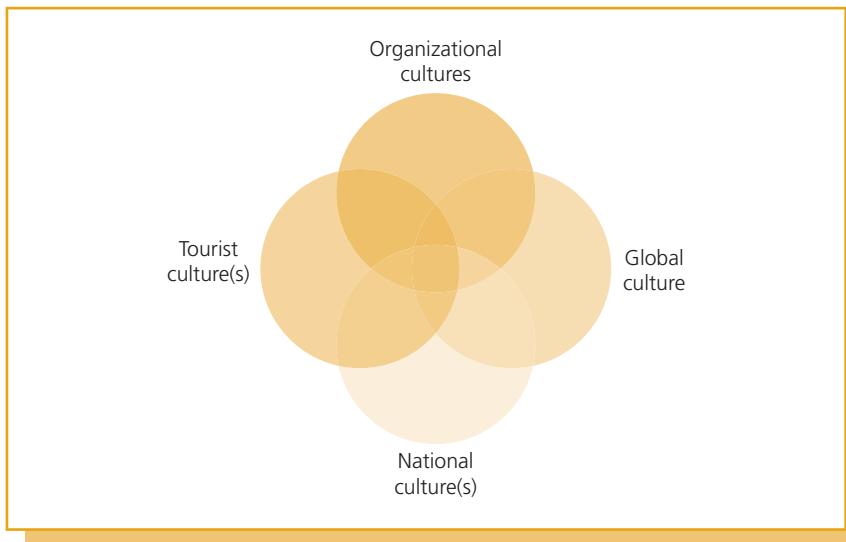 Organizational
cultures
Tourist
culture(s)
Global
culture
National
culture(s)